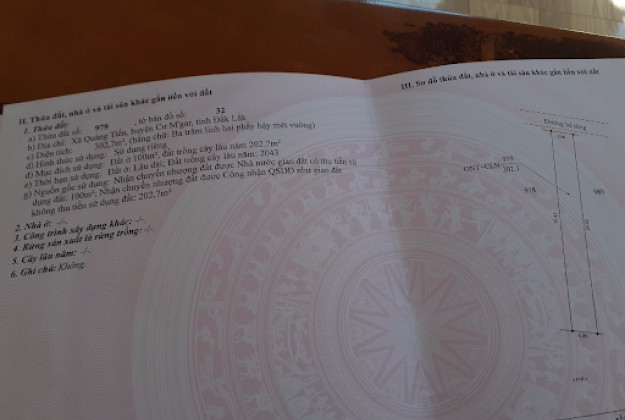 II. Thửa đất, nhà ở và tài sản khác gắn liền với đất
1. Thửa đất:
a) Thửa đất số: 979 , tờ bản đồ số: 32
b) Địa chỉ: Xã Quảng Tiến, huyện Cư M'gar, tỉnh Đắk Lắk
c) Diện tích: 302,7m², (bằng chữ: Ba trăm linh hai phẩy bảy mét vuông)
d) Hình thức sử dụng: Sử dụng riêng
đ) Mục đích sử dụng: Đất ở 100m², đất trồng cây lâu năm 202,7m²
e) Thời hạn sử dụng: Đất ở: Lâu dài; Đất trồng cây lâu năm: 2043
g) Nguồn gốc sử dụng: Nhận chuyển nhượng đất được Nhà nước giao đất có thu tiền sử
dụng đất: 100m²; Nhận chuyển nhượng đất được Công nhận QSDĐ như giao đất
không thu tiền sử dụng đất: 202,7m²
2. Nhà ở: -/-.
3. Công trình xây dựng khác: -/-.
4. Rừng sản xuất là rừng trồng: -/-.
5. Cây lâu năm: -/-.
6. Ghi chú: Không.
III. Sơ đồ thửa đất, nhà ở và tài sản khác gắn liền với đất
Đường bê tông
ONT+CLN
979
302.7
978
980